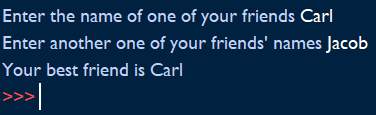 Enter the name of one of your friends Carl
Enter another one of your friends' names Jacob
Your best friend is Carl
>>>